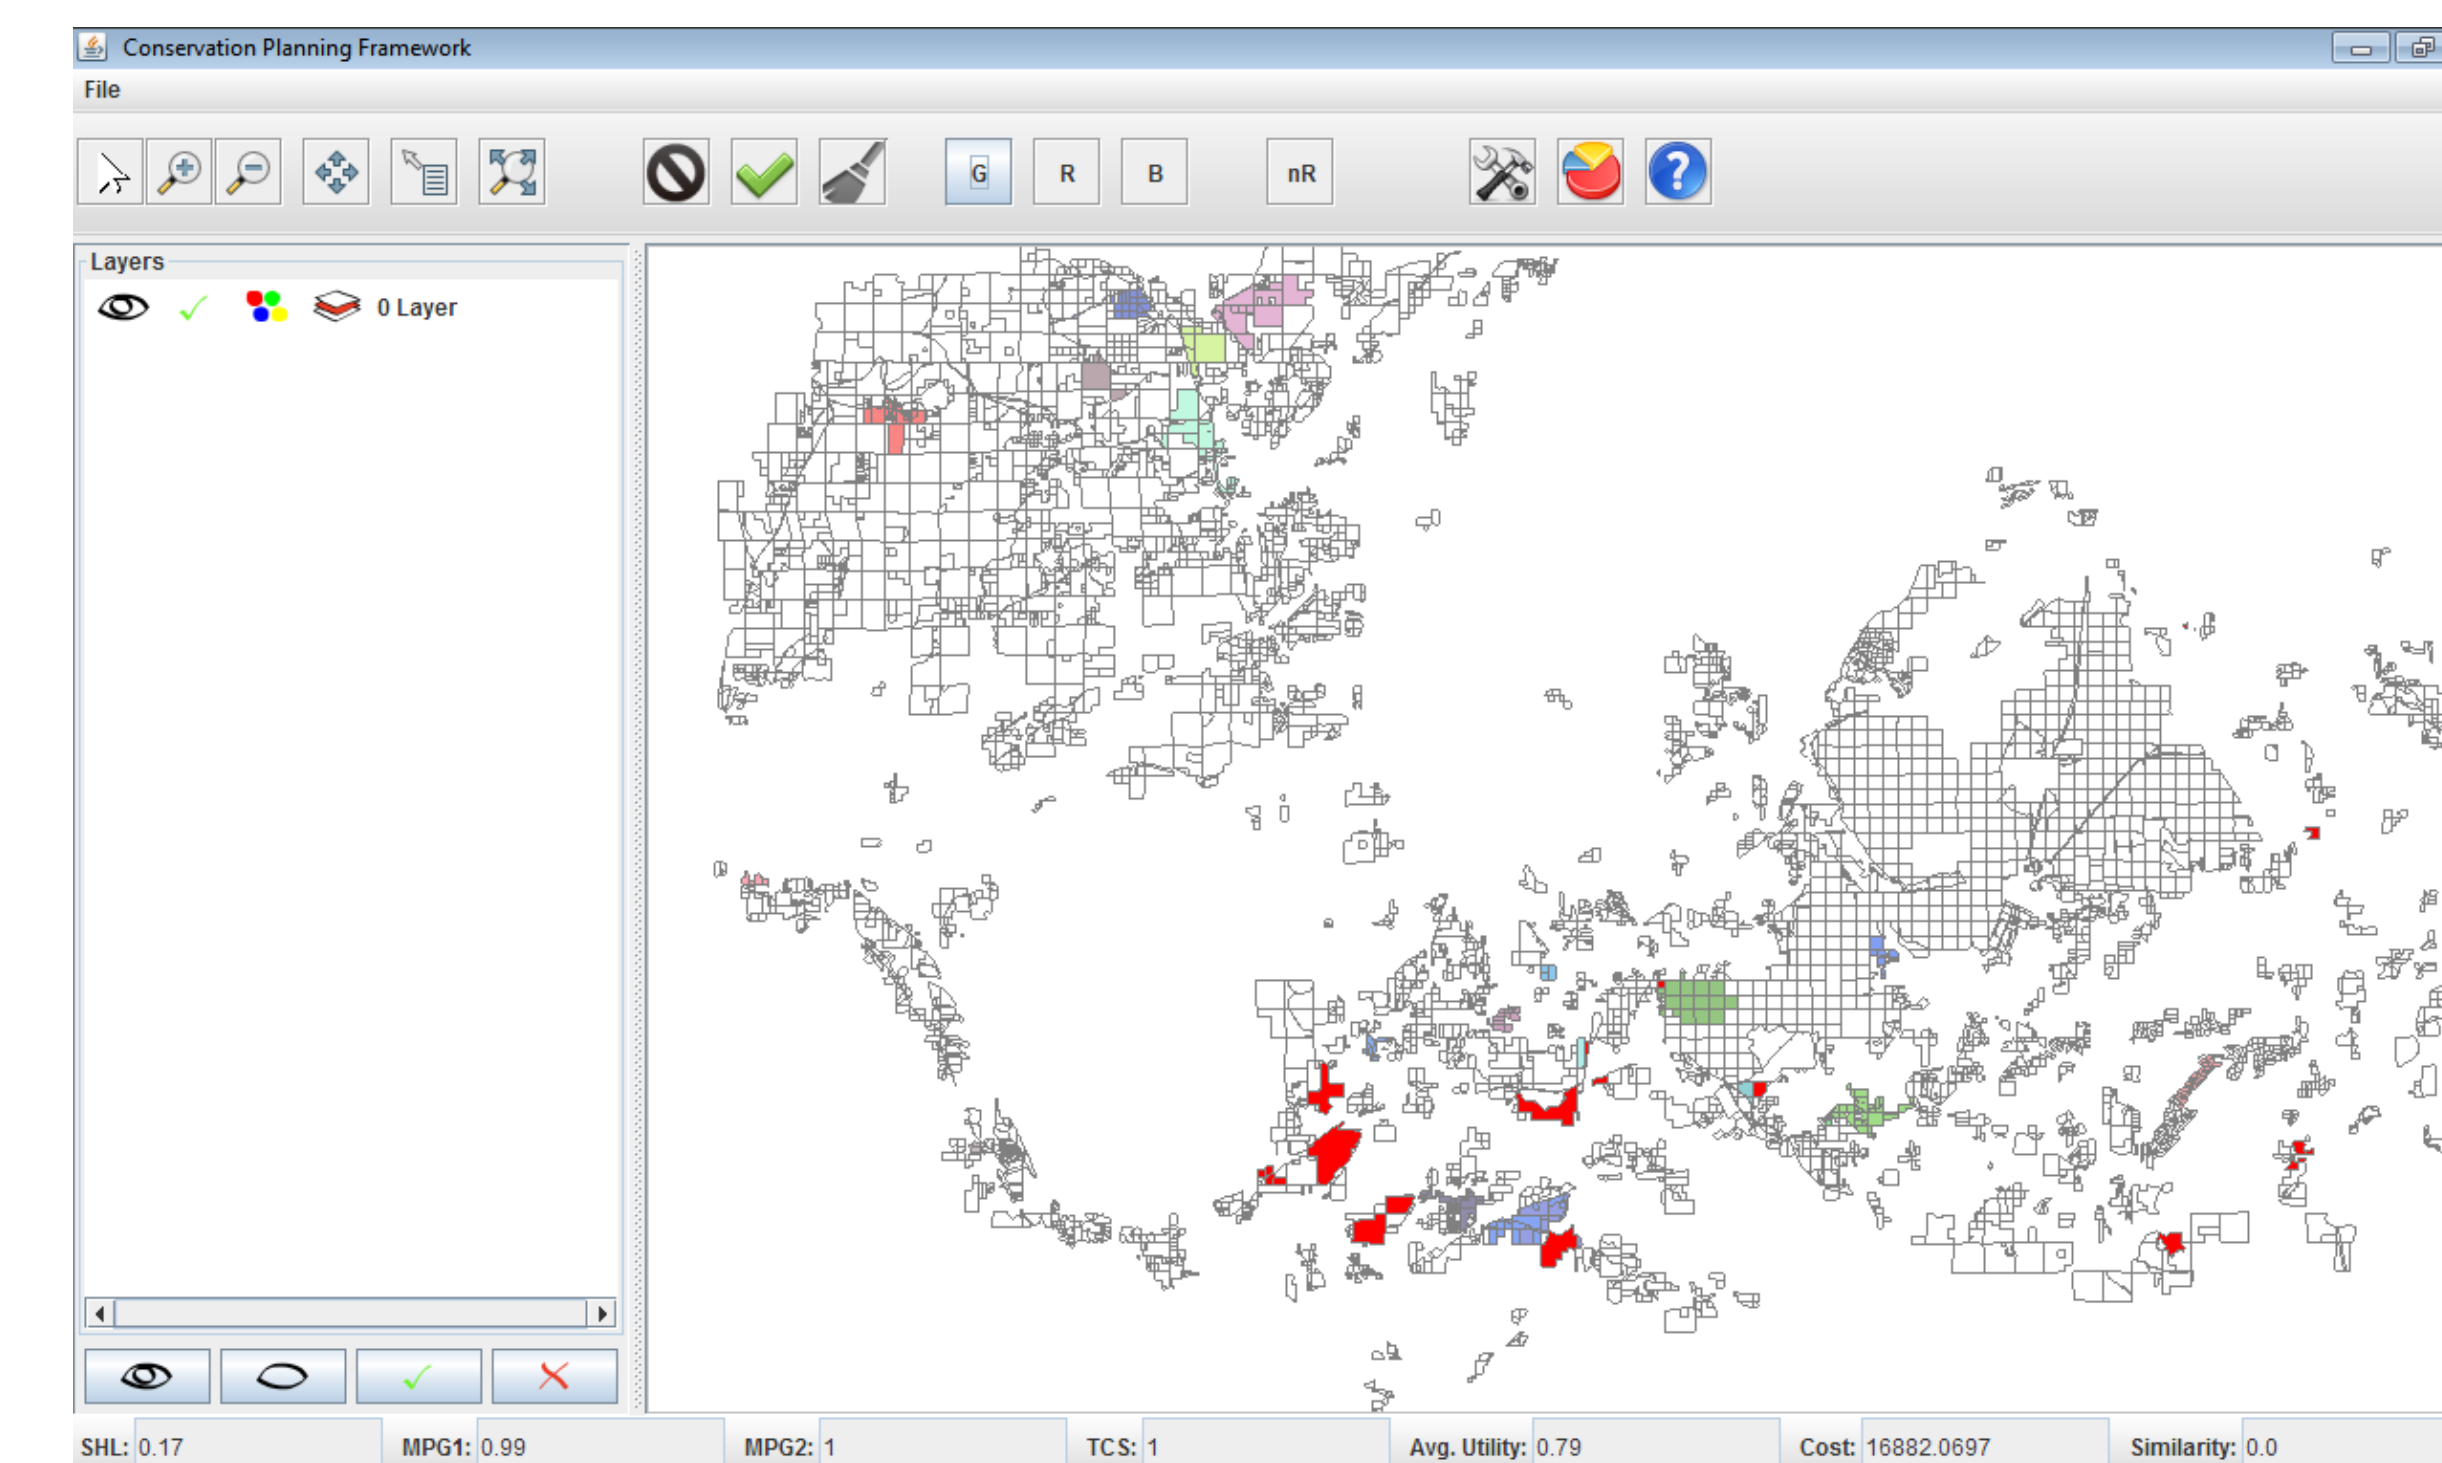 Conservation Planning Framework
File
G R B nR
Layers
0 Layer
SHL: 0.17 MPG1: 0.99 MPG2: 1 TCS: 1 Avg. Utility: 0.79 Cost: 16882.0697 Similarity: 0.0